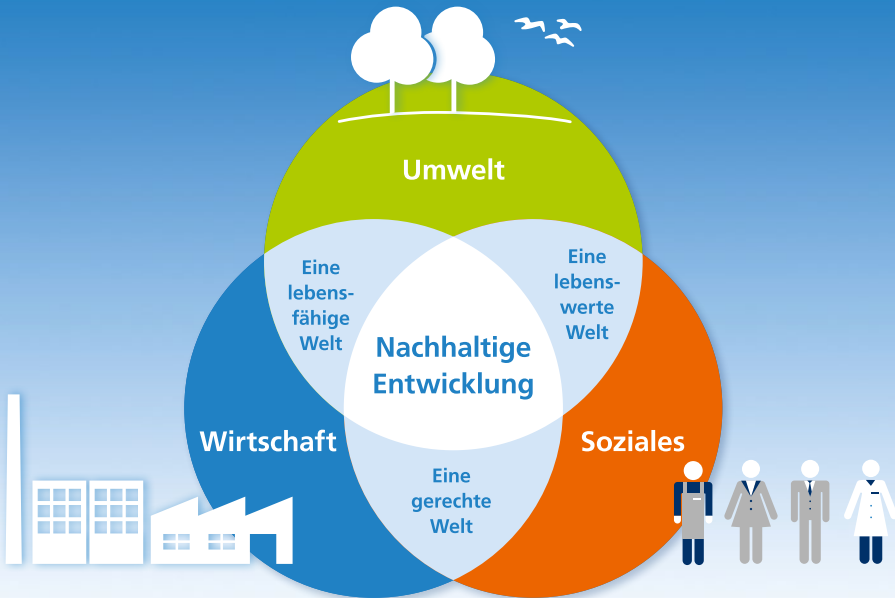 Umwelt
Eine
lebens-
fähige
Welt
Eine
lebens-
werte
Welt
Nachhaltige
Entwicklung
Wirtschaft
Soziales
Eine
gerechte
Welt